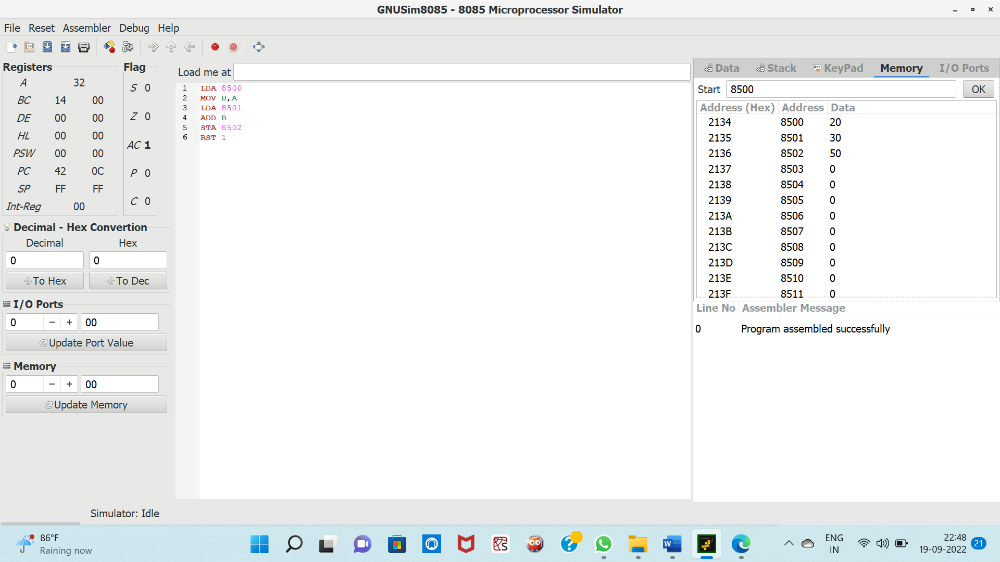 GNUSim8085 - 8085 Microprocessor Simulator
File Reset Assembler Debug Help
Registers
A 32
BC 14 00
DE 00 00
HL 00 00
PSW 00 00
PC 42 0C
SP FF FF
Int-Reg 00
Flag
S 0
Z 0
AC 1
P 0
C 0
Decimal - Hex Convertion
Decimal Hex
0 0
To Hex To Dec
I/O Ports
0 − + 00
Update Port Value
Memory
0 − + 00
Update Memory
Load me at
1 LDA 8500
2 MOV B,A
3 LDA 8501
4 ADD B
5 STA 8502
6 RST 1
Data Stack Abc KeyPad Memory I/O Ports
Start 8500 OK
Address (Hex) Address Data
2134 8500 20
2135 8501 30
2136 8502 50
2137 8503 0
2138 8504 0
2139 8505 0
213A 8506 0
213B 8507 0
213C 8508 0
213D 8509 0
213E 8510 0
213F 8511 0
Line No Assembler Message
0 Program assembled successfully
Simulator: Idle
86°F
Raining now
ENG
IN
22:48
19-09-2022
21